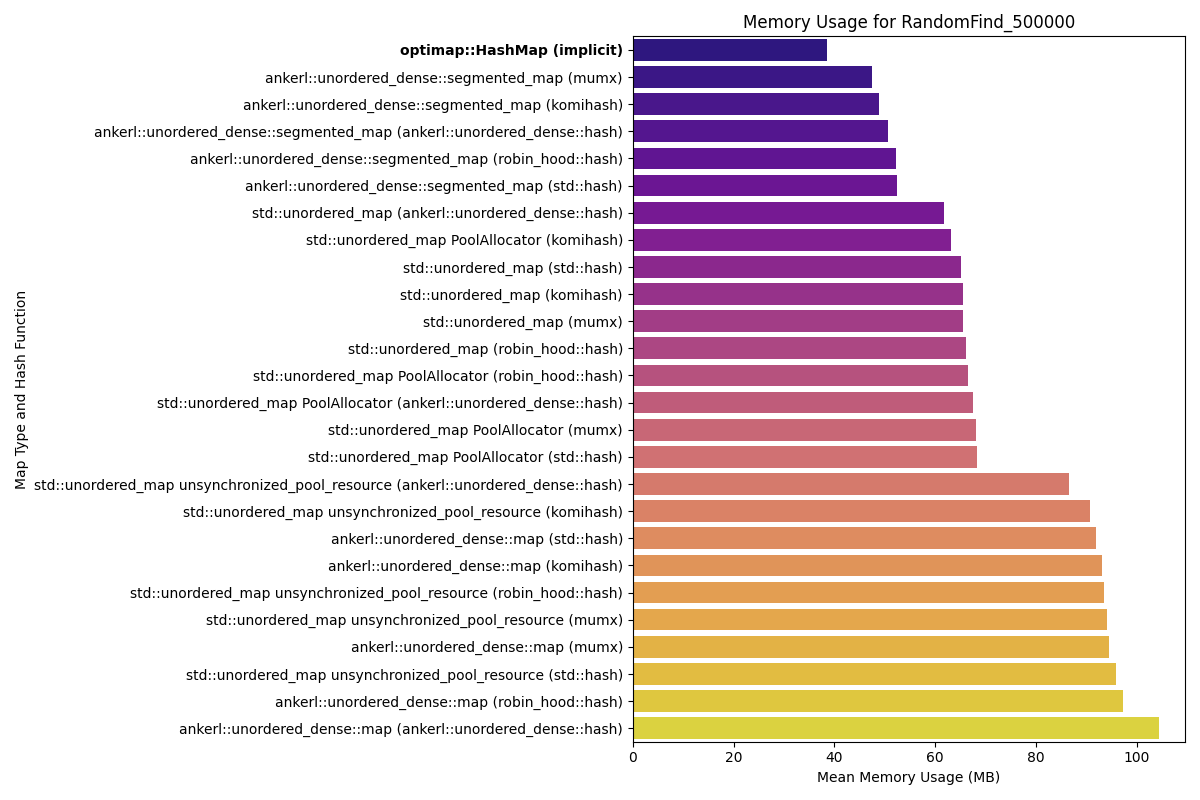 Memory Usage for RandomFind_500000
Map Type and Hash Function
optimap::HashMap (implicit)
ankerl::unordered_dense::segmented_map (mumx)
ankerl::unordered_dense::segmented_map (komihash)
ankerl::unordered_dense::segmented_map (ankerl::unordered_dense::hash)
ankerl::unordered_dense::segmented_map (robin_hood::hash)
ankerl::unordered_dense::segmented_map (std::hash)
std::unordered_map (ankerl::unordered_dense::hash)
std::unordered_map PoolAllocator (komihash)
std::unordered_map (std::hash)
std::unordered_map (komihash)
std::unordered_map (mumx)
std::unordered_map (robin_hood::hash)
std::unordered_map PoolAllocator (robin_hood::hash)
std::unordered_map PoolAllocator (ankerl::unordered_dense::hash)
std::unordered_map PoolAllocator (mumx)
std::unordered_map PoolAllocator (std::hash)
std::unordered_map unsynchronized_pool_resource (ankerl::unordered_dense::hash)
std::unordered_map unsynchronized_pool_resource (komihash)
ankerl::unordered_dense::map (std::hash)
ankerl::unordered_dense::map (komihash)
std::unordered_map unsynchronized_pool_resource (robin_hood::hash)
std::unordered_map unsynchronized_pool_resource (mumx)
ankerl::unordered_dense::map (mumx)
std::unordered_map unsynchronized_pool_resource (std::hash)
ankerl::unordered_dense::map (robin_hood::hash)
ankerl::unordered_dense::map (ankerl::unordered_dense::hash)
0 20 40 60 80 100
Mean Memory Usage (MB)